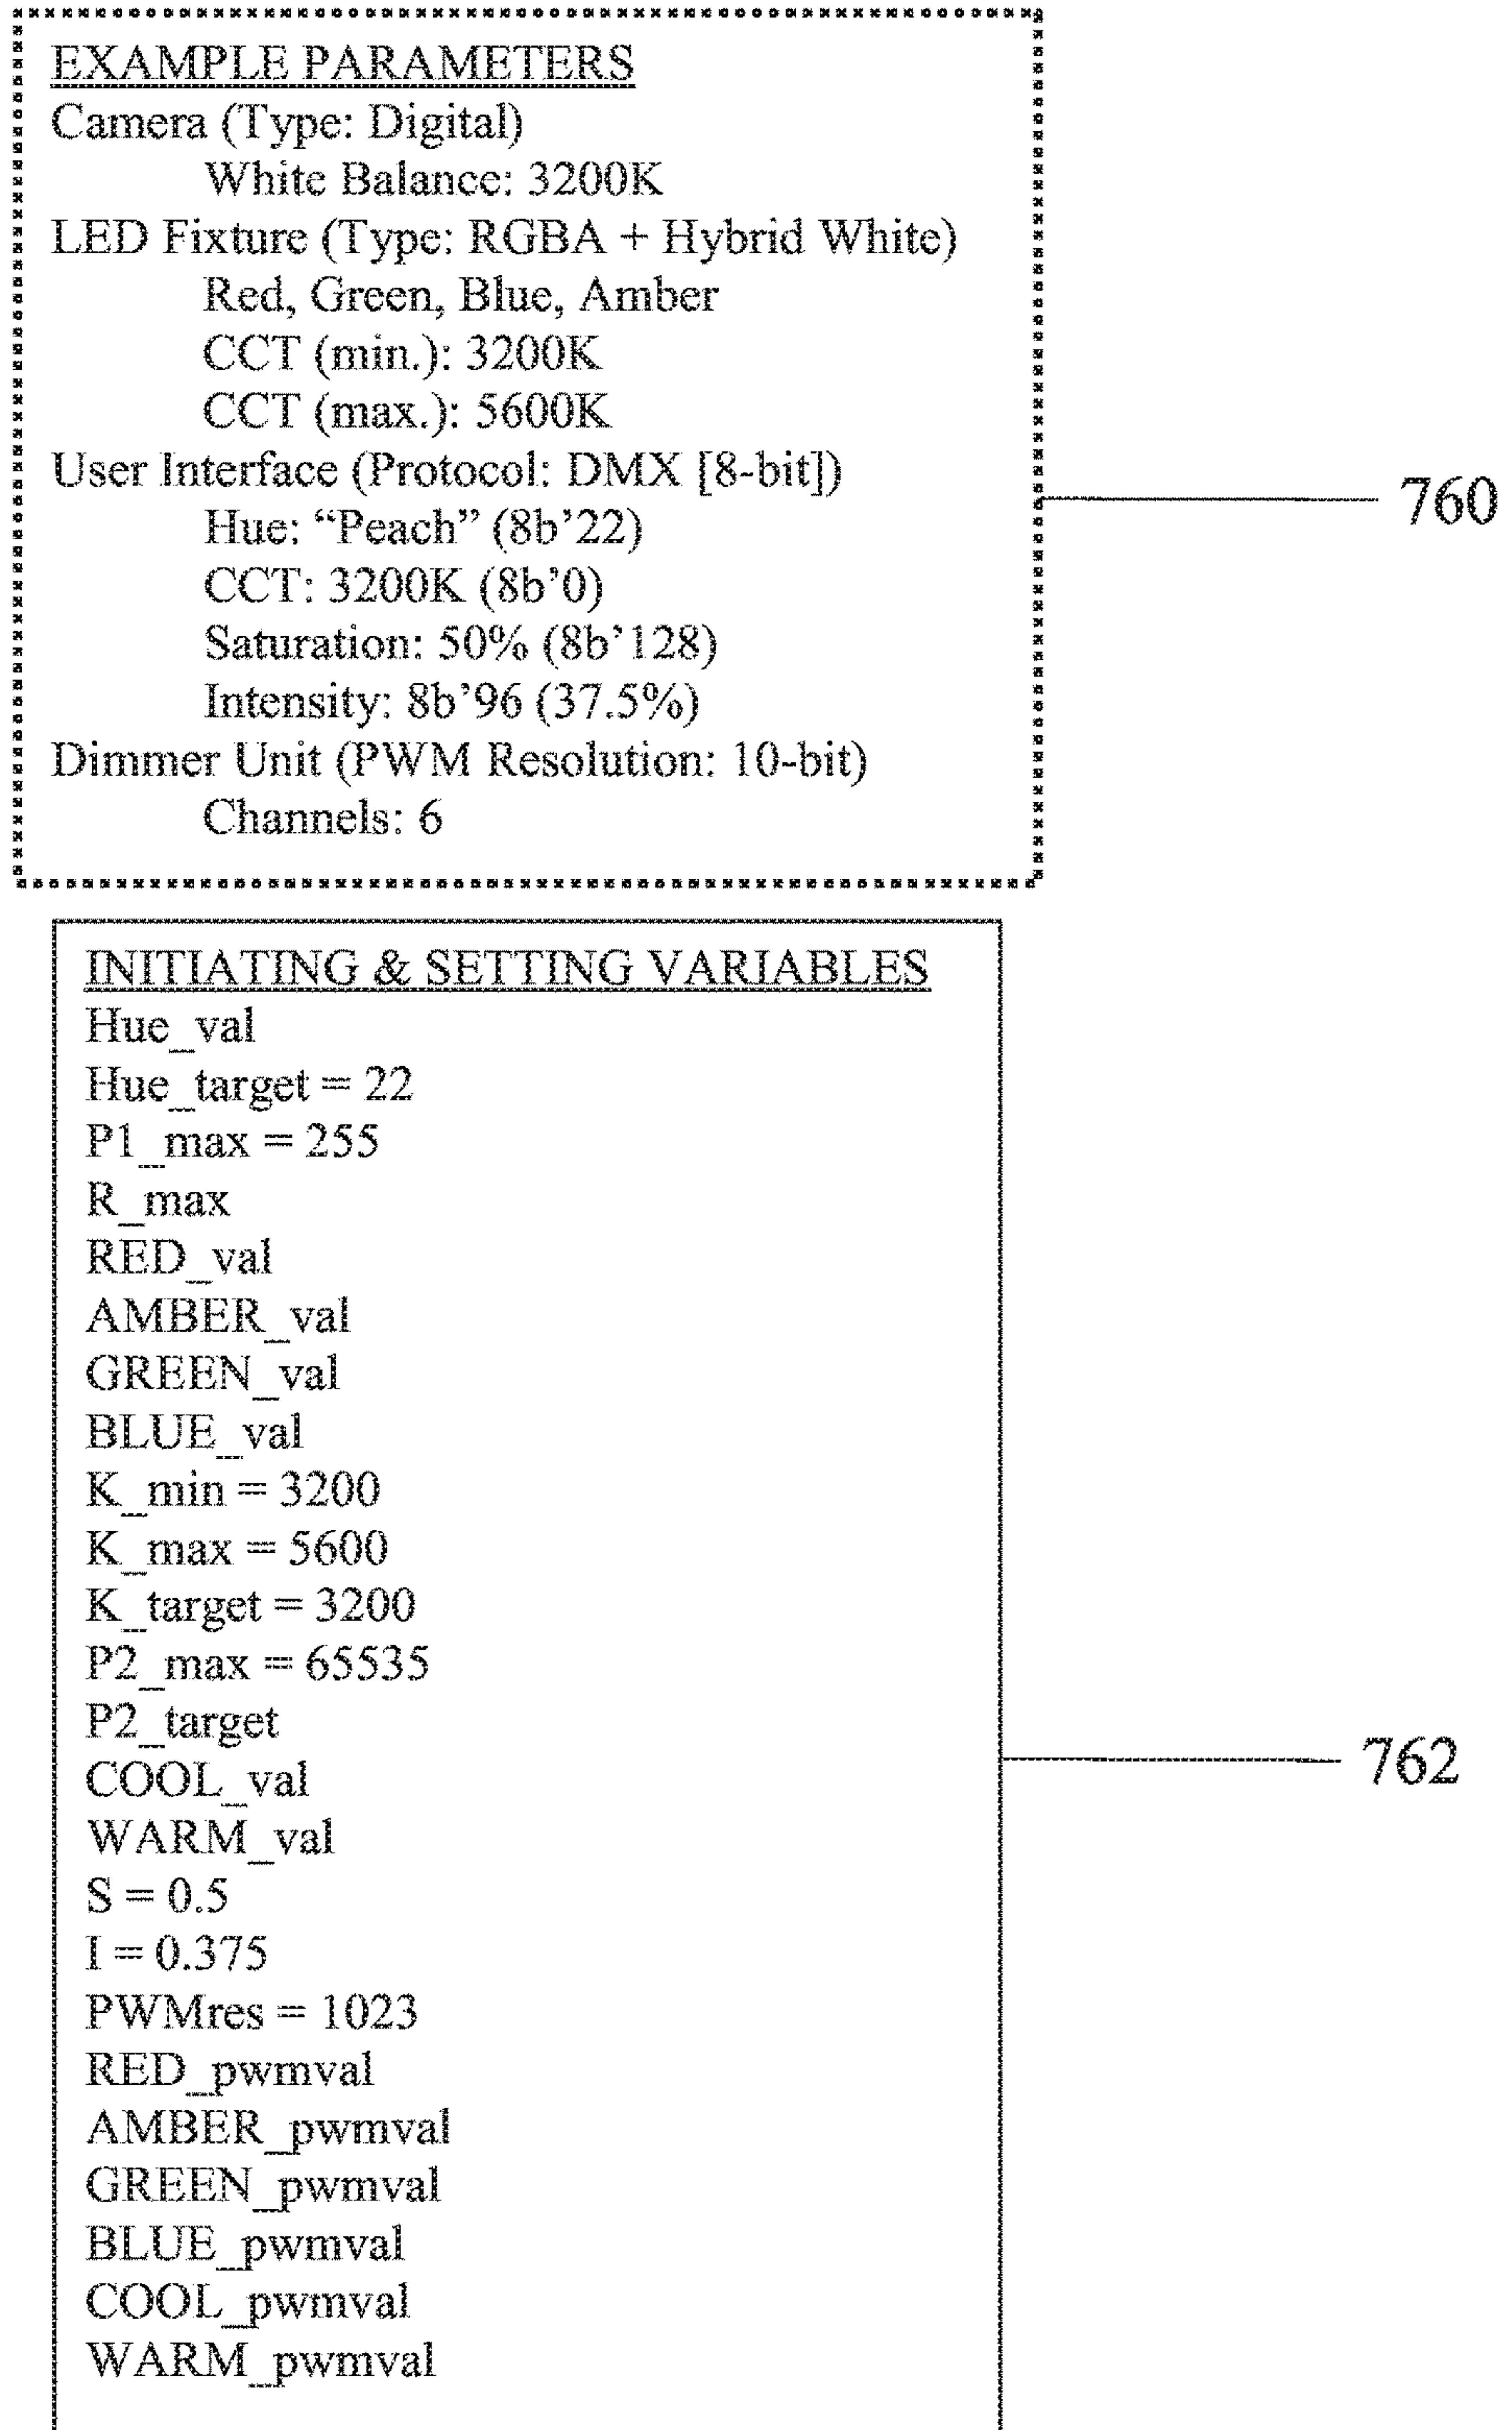 EXAMPLE PARAMETERS
Camera (Type: Digital)
White Balance: 3200K
LED Fixture (Type: RGBA + Hybrid White)
Red, Green, Blue, Amber
CCT (min.): 3200K
CCT (max.): 5600K
User Interface (Protocol: DMX [8-bit])
Hue: “Peach” (8b’22)
CCT: 3200K (8b’0)
Saturation: 50% (8b’128)
Intensity: 8b’96 (37.5%)
Dimmer Unit (PWM Resolution: 10-bit)
Channels: 6
760
INITIATING & SETTING VARIABLES
Hue_val
Hue_target = 22
P1_max = 255
R_max
RED_val
AMBER_val
GREEN_val
BLUE_val
K_min = 3200
K_max = 5600
K_target = 3200
P2_max = 65535
P2_target
COOL_val
WARM_val
S = 0.5
I = 0.375
PWMres = 1023
RED_pwmval
AMBER_pwmval
GREEN_pwmval
BLUE_pwmval
COOL_pwmval
WARM_pwmval
762